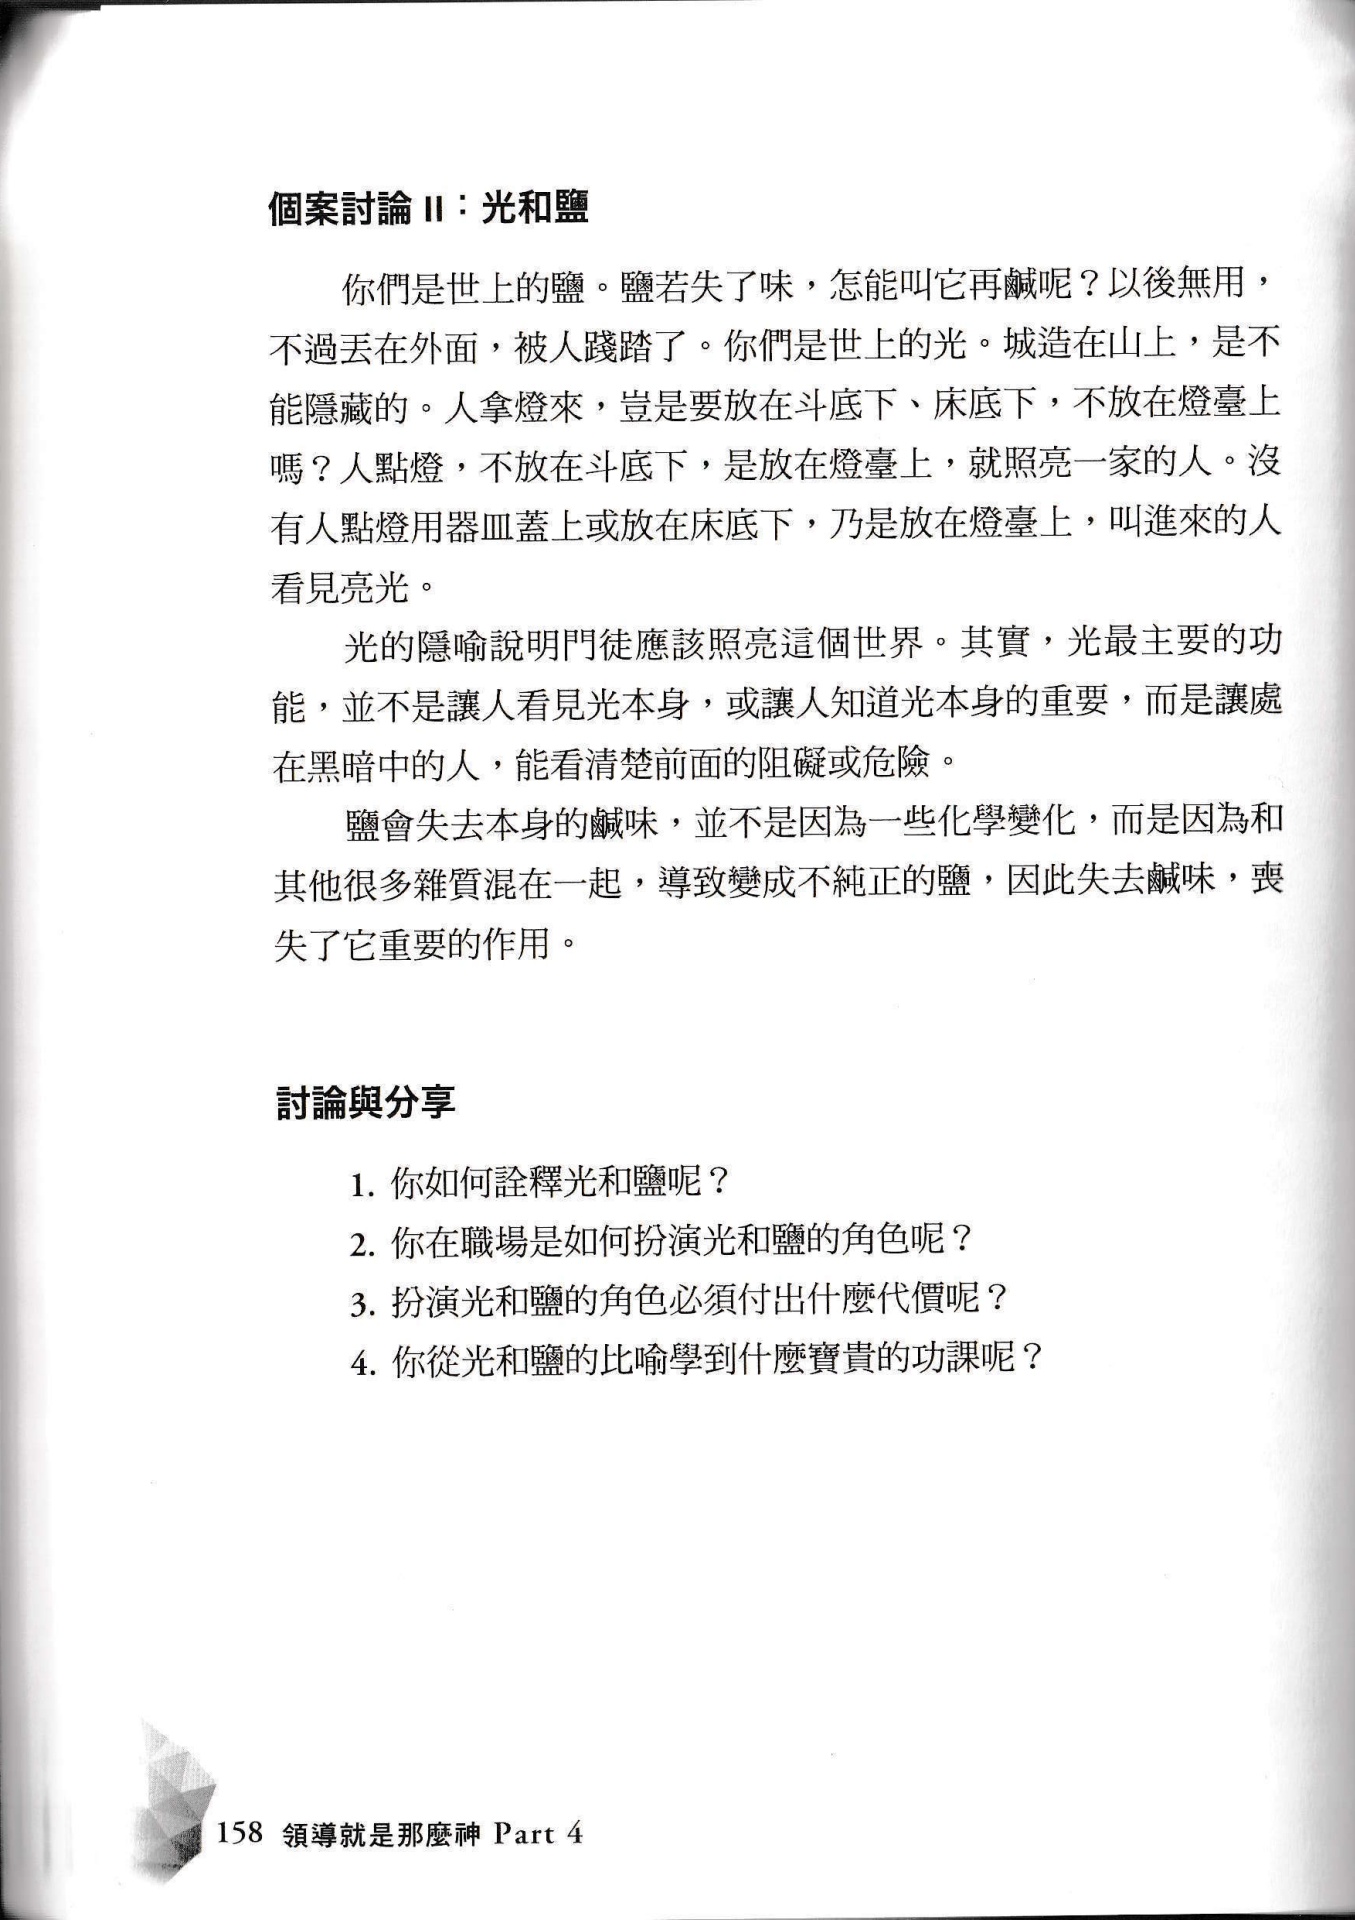 個案討論 II：光和鹽
你們是世上的鹽。鹽若失了味，怎能叫它再鹹呢？以後無用，
不過丟在外面，被人踐踏了。你們是世上的光。城造在山上，是不
能隱藏的。人拿燈來，豈是要放在斗底下、床底下，不放在燈臺上
嗎？人點燈，不放在斗底下，是放在燈臺上，就照亮一家的人。沒
有人點燈用器皿蓋上或放在床底下，乃是放在燈臺上，叫進來的人
看見亮光。
光的隱喻說明門徒應該照亮這個世界。其實，光最主要的功
能，並不是讓人看見光本身，或讓人知道光本身的重要，而是讓處
在黑暗中的人，能看清楚前面的阻礙或危險。
鹽會失去本身的鹹味，並不是因為一些化學變化，而是因為和
其他很多雜質混在一起，導致變成不純正的鹽，因此失去鹹味，喪
失了它重要的作用。
討論與分享
1. 你如何詮釋光和鹽呢？
2. 你在職場是如何扮演光和鹽的角色呢？
3. 扮演光和鹽的角色必須付出什麼代價呢？
4. 你從光和鹽的比喻學到什麼寶貴的功課呢？
158 領導就是那麼神 Part 4